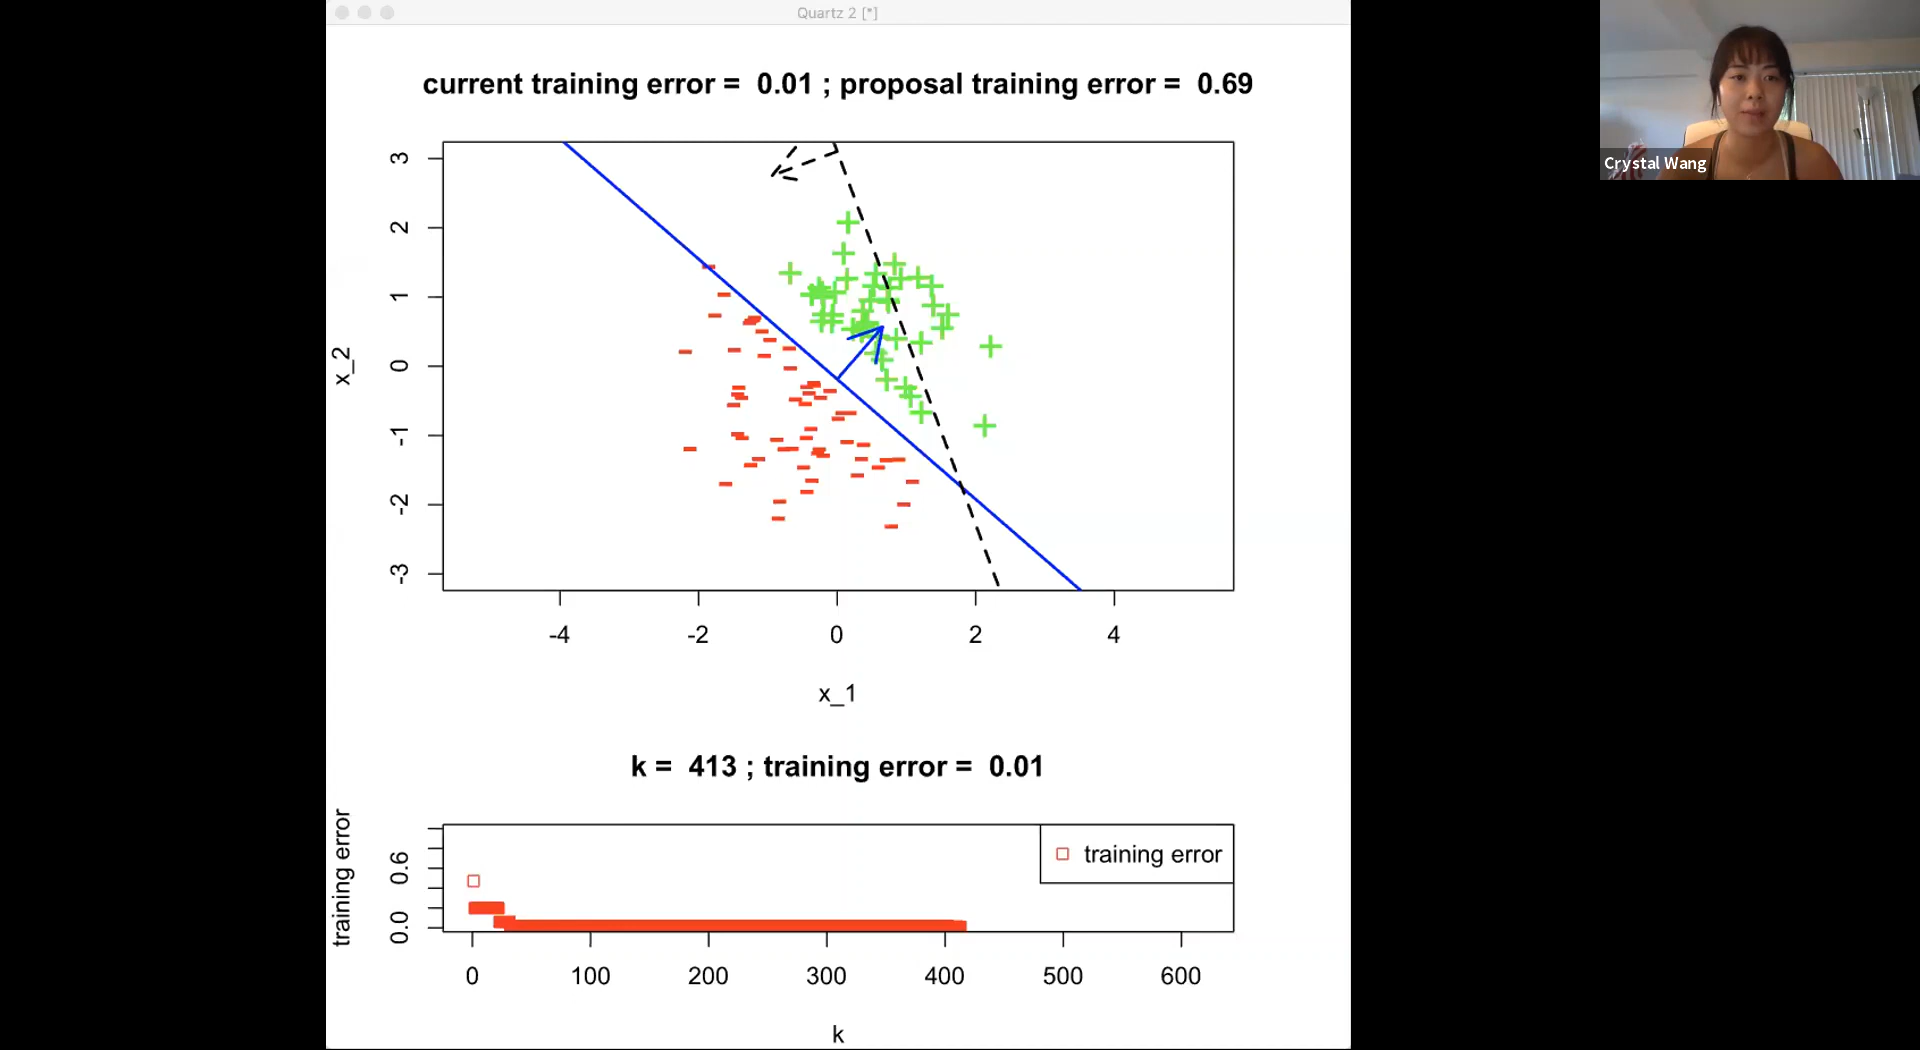 Quartz 2 [*]
current training error = 0.01 ; proposal training error = 0.69
Crystal Wang
3
2
1
0
-1
-2
-3
x_2
-4 -2 0 2 4
x_1
k = 413 ; training error = 0.01
training error
0.6
0.0
training error
0 100 200 300 400 500 600
k